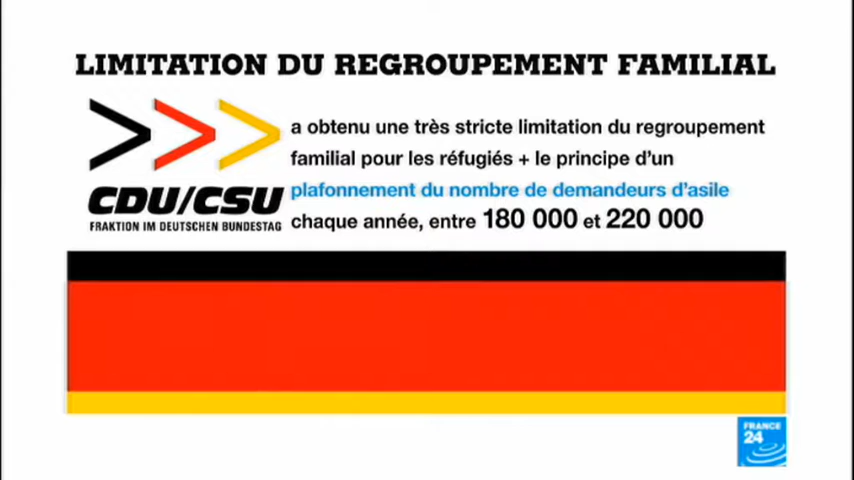 LIMITATION DU REGROUPEMENT FAMILIAL
a obtenu une très stricte limitation du regroupement
familial pour les réfugiés + le principe d'un
plafonnement du nombre de demandeurs d'asile
chaque année, entre 180 000 et 220 000
CDU/CSU
FRAKTION IM DEUTSCHEN BUNDESTAG
FRANCE
24